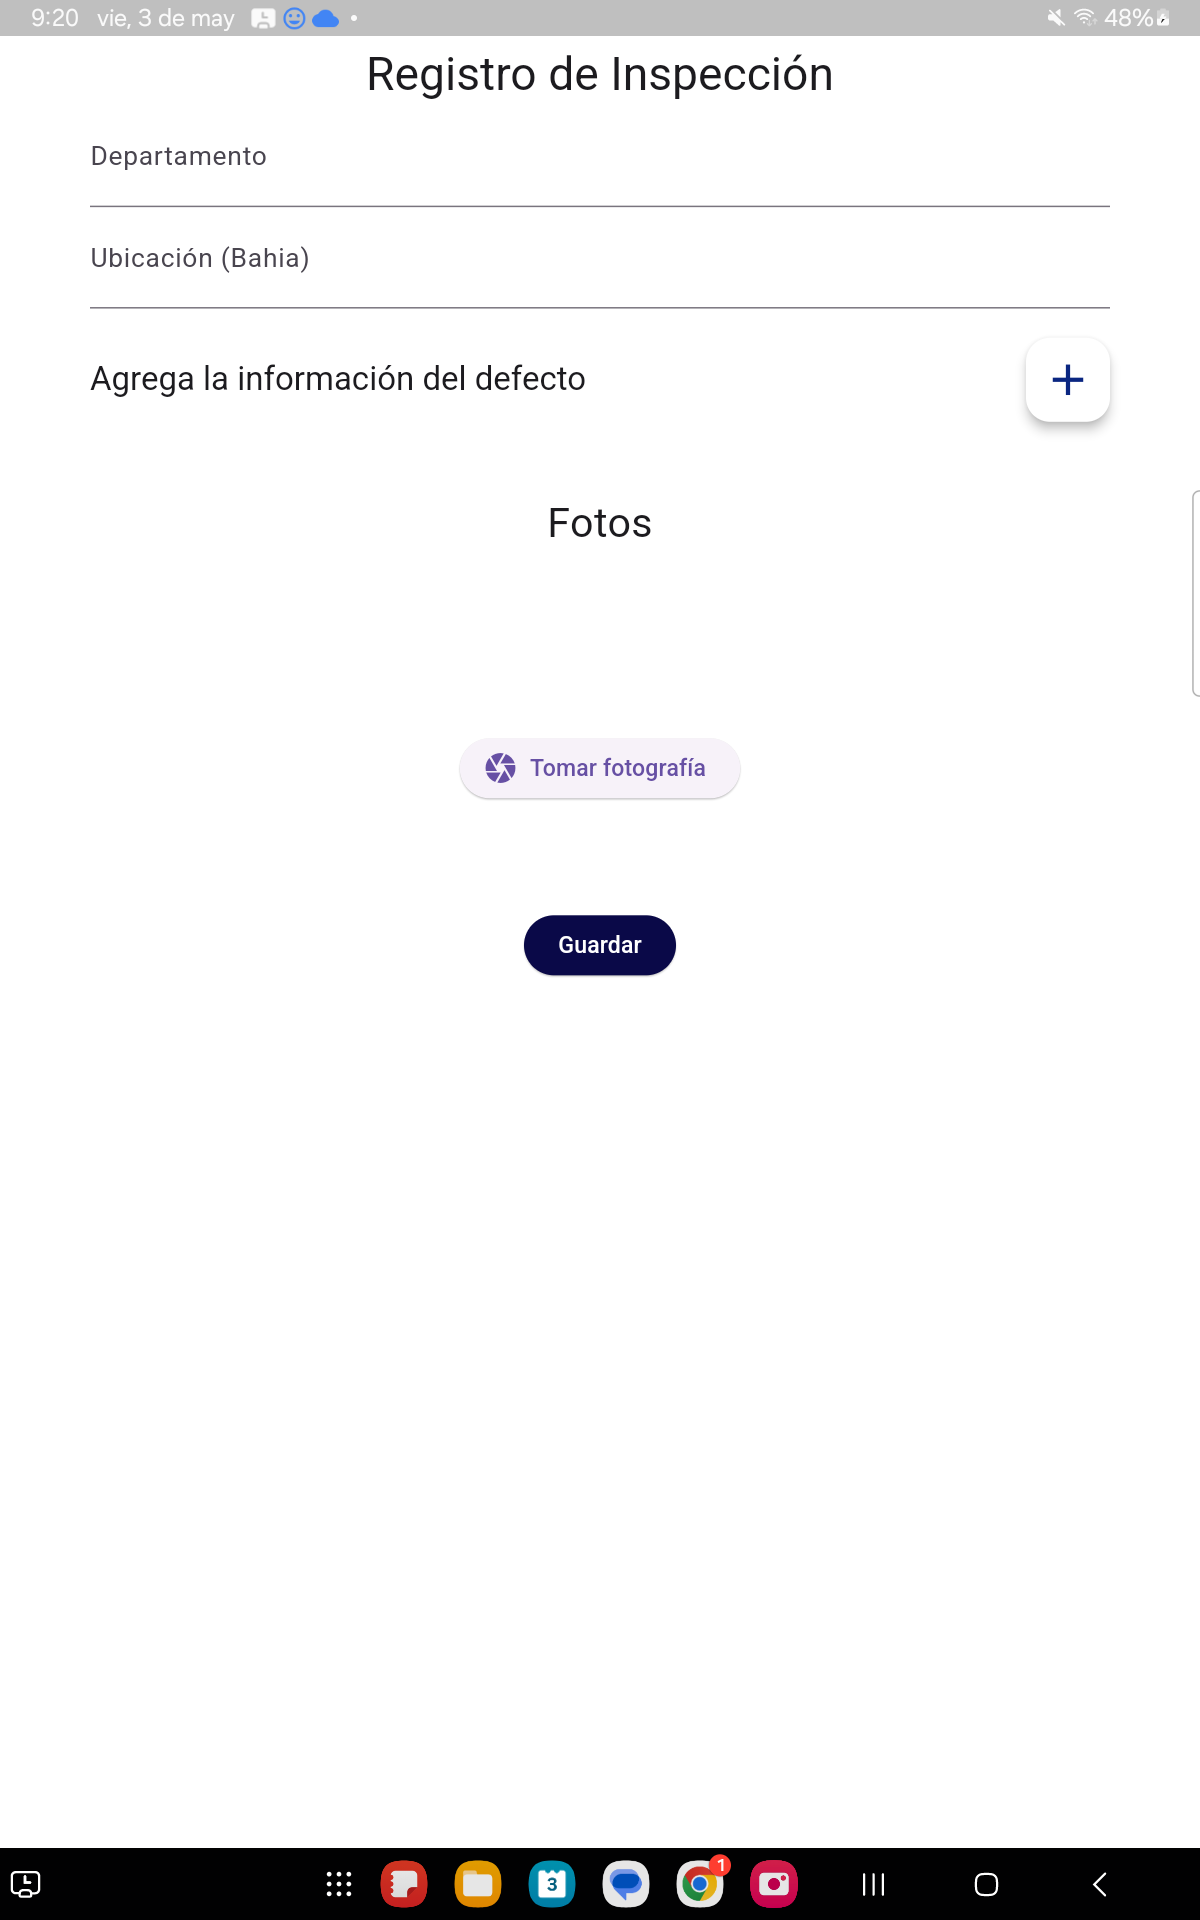 9:20 vie, 3 de may 48%
Registro de Inspección
Departamento
Ubicación (Bahia)
Agrega la información del defecto
Fotos
Tomar fotografía
Guardar
3
1